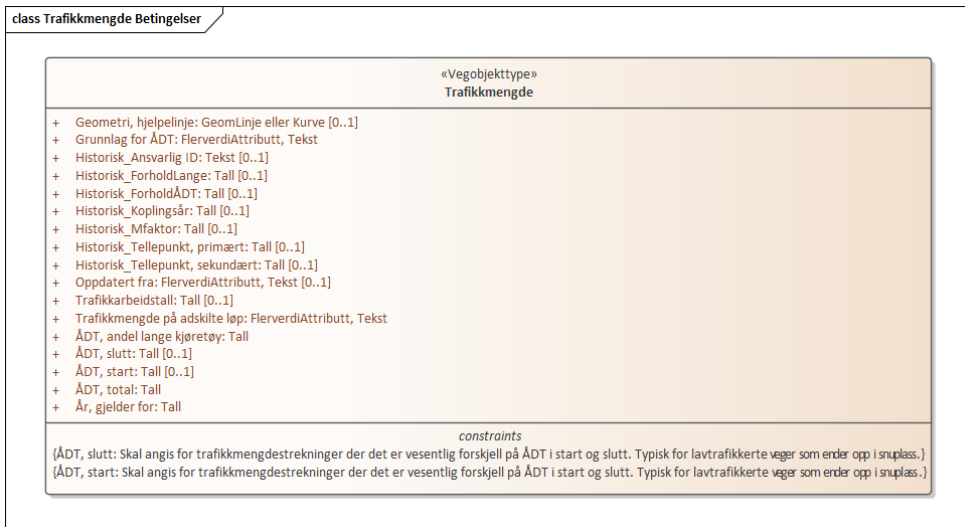 class Trafikkmengde Betingelser
«Vegobjekttype»
Trafikkmengde
+ Geometri, hjelpelinje: GeomLinje eller Kurve [0..1]
+ Grunnlag for ÅDT: FlerverdiAttributt, Tekst
+ Historisk_Ansvarlig ID: Tekst [0..1]
+ Historisk_ForholdLange: Tall [0..1]
+ Historisk_ForholdÅDT: Tall [0..1]
+ Historisk_Koplingsår: Tall [0..1]
+ Historisk_Mfaktor: Tall [0..1]
+ Historisk_Tellepunkt, primært: Tall [0..1]
+ Historisk_Tellepunkt, sekundært: Tall [0..1]
+ Oppdatert fra: FlerverdiAttributt, Tekst [0..1]
+ Trafikkarbeidstall: Tall [0..1]
+ Trafikkmengde på adskilte løp: FlerverdiAttributt, Tekst
+ ÅDT, andel lange kjøretøy: Tall
+ ÅDT, slutt: Tall [0..1]
+ ÅDT, start: Tall [0..1]
+ ÅDT, total: Tall
+ År, gjelder for: Tall
constraints
{ÅDT, slutt: Skal angis for trafikkmengdestrekninger der det er vesentlig forskjell på ÅDT i start og slutt. Typisk for lavtrafikkerte veger som ender opp i snuplass.}
{ÅDT, start: Skal angis for trafikkmengdestrekninger der det er vesentlig forskjell på ÅDT i start og slutt. Typisk for lavtrafikkerte veger som ender opp i snuplass.}